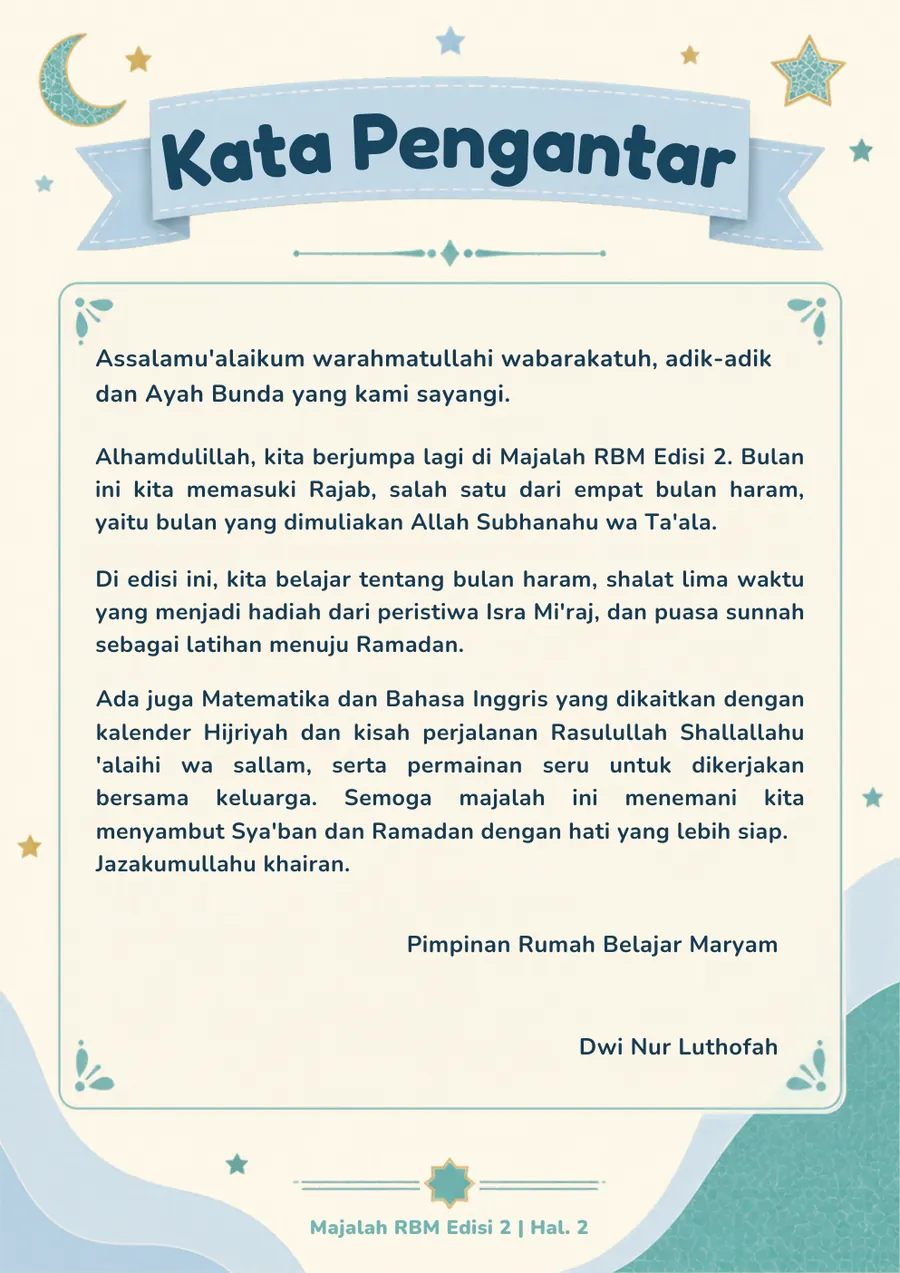 Kata Pengantar
Assalamu'alaikum warahmatullahi wabarakatuh, adik-adik
dan Ayah Bunda yang kami sayangi.
Alhamdulillah, kita berjumpa lagi di Majalah RBM Edisi 2. Bulan
ini kita memasuki Rajab, salah satu dari empat bulan haram,
yaitu bulan yang dimuliakan Allah Subhanahu wa Ta'ala.
Di edisi ini, kita belajar tentang bulan haram, shalat lima waktu
yang menjadi hadiah dari peristiwa Isra Mi'raj, dan puasa sunnah
sebagai latihan menuju Ramadan.
Ada juga Matematika dan Bahasa Inggris yang dikaitkan dengan
kalender Hijriyah dan kisah perjalanan Rasulullah Shallallahu
'alaihi wa sallam, serta permainan seru untuk dikerjakan
bersama keluarga. Semoga majalah ini menemani kita
menyambut Sya'ban dan Ramadan dengan hati yang lebih siap.
Jazakumullahu khairan.
Pimpinan Rumah Belajar Maryam
Dwi Nur Luthofah
Majalah RBM Edisi 2 | Hal. 2